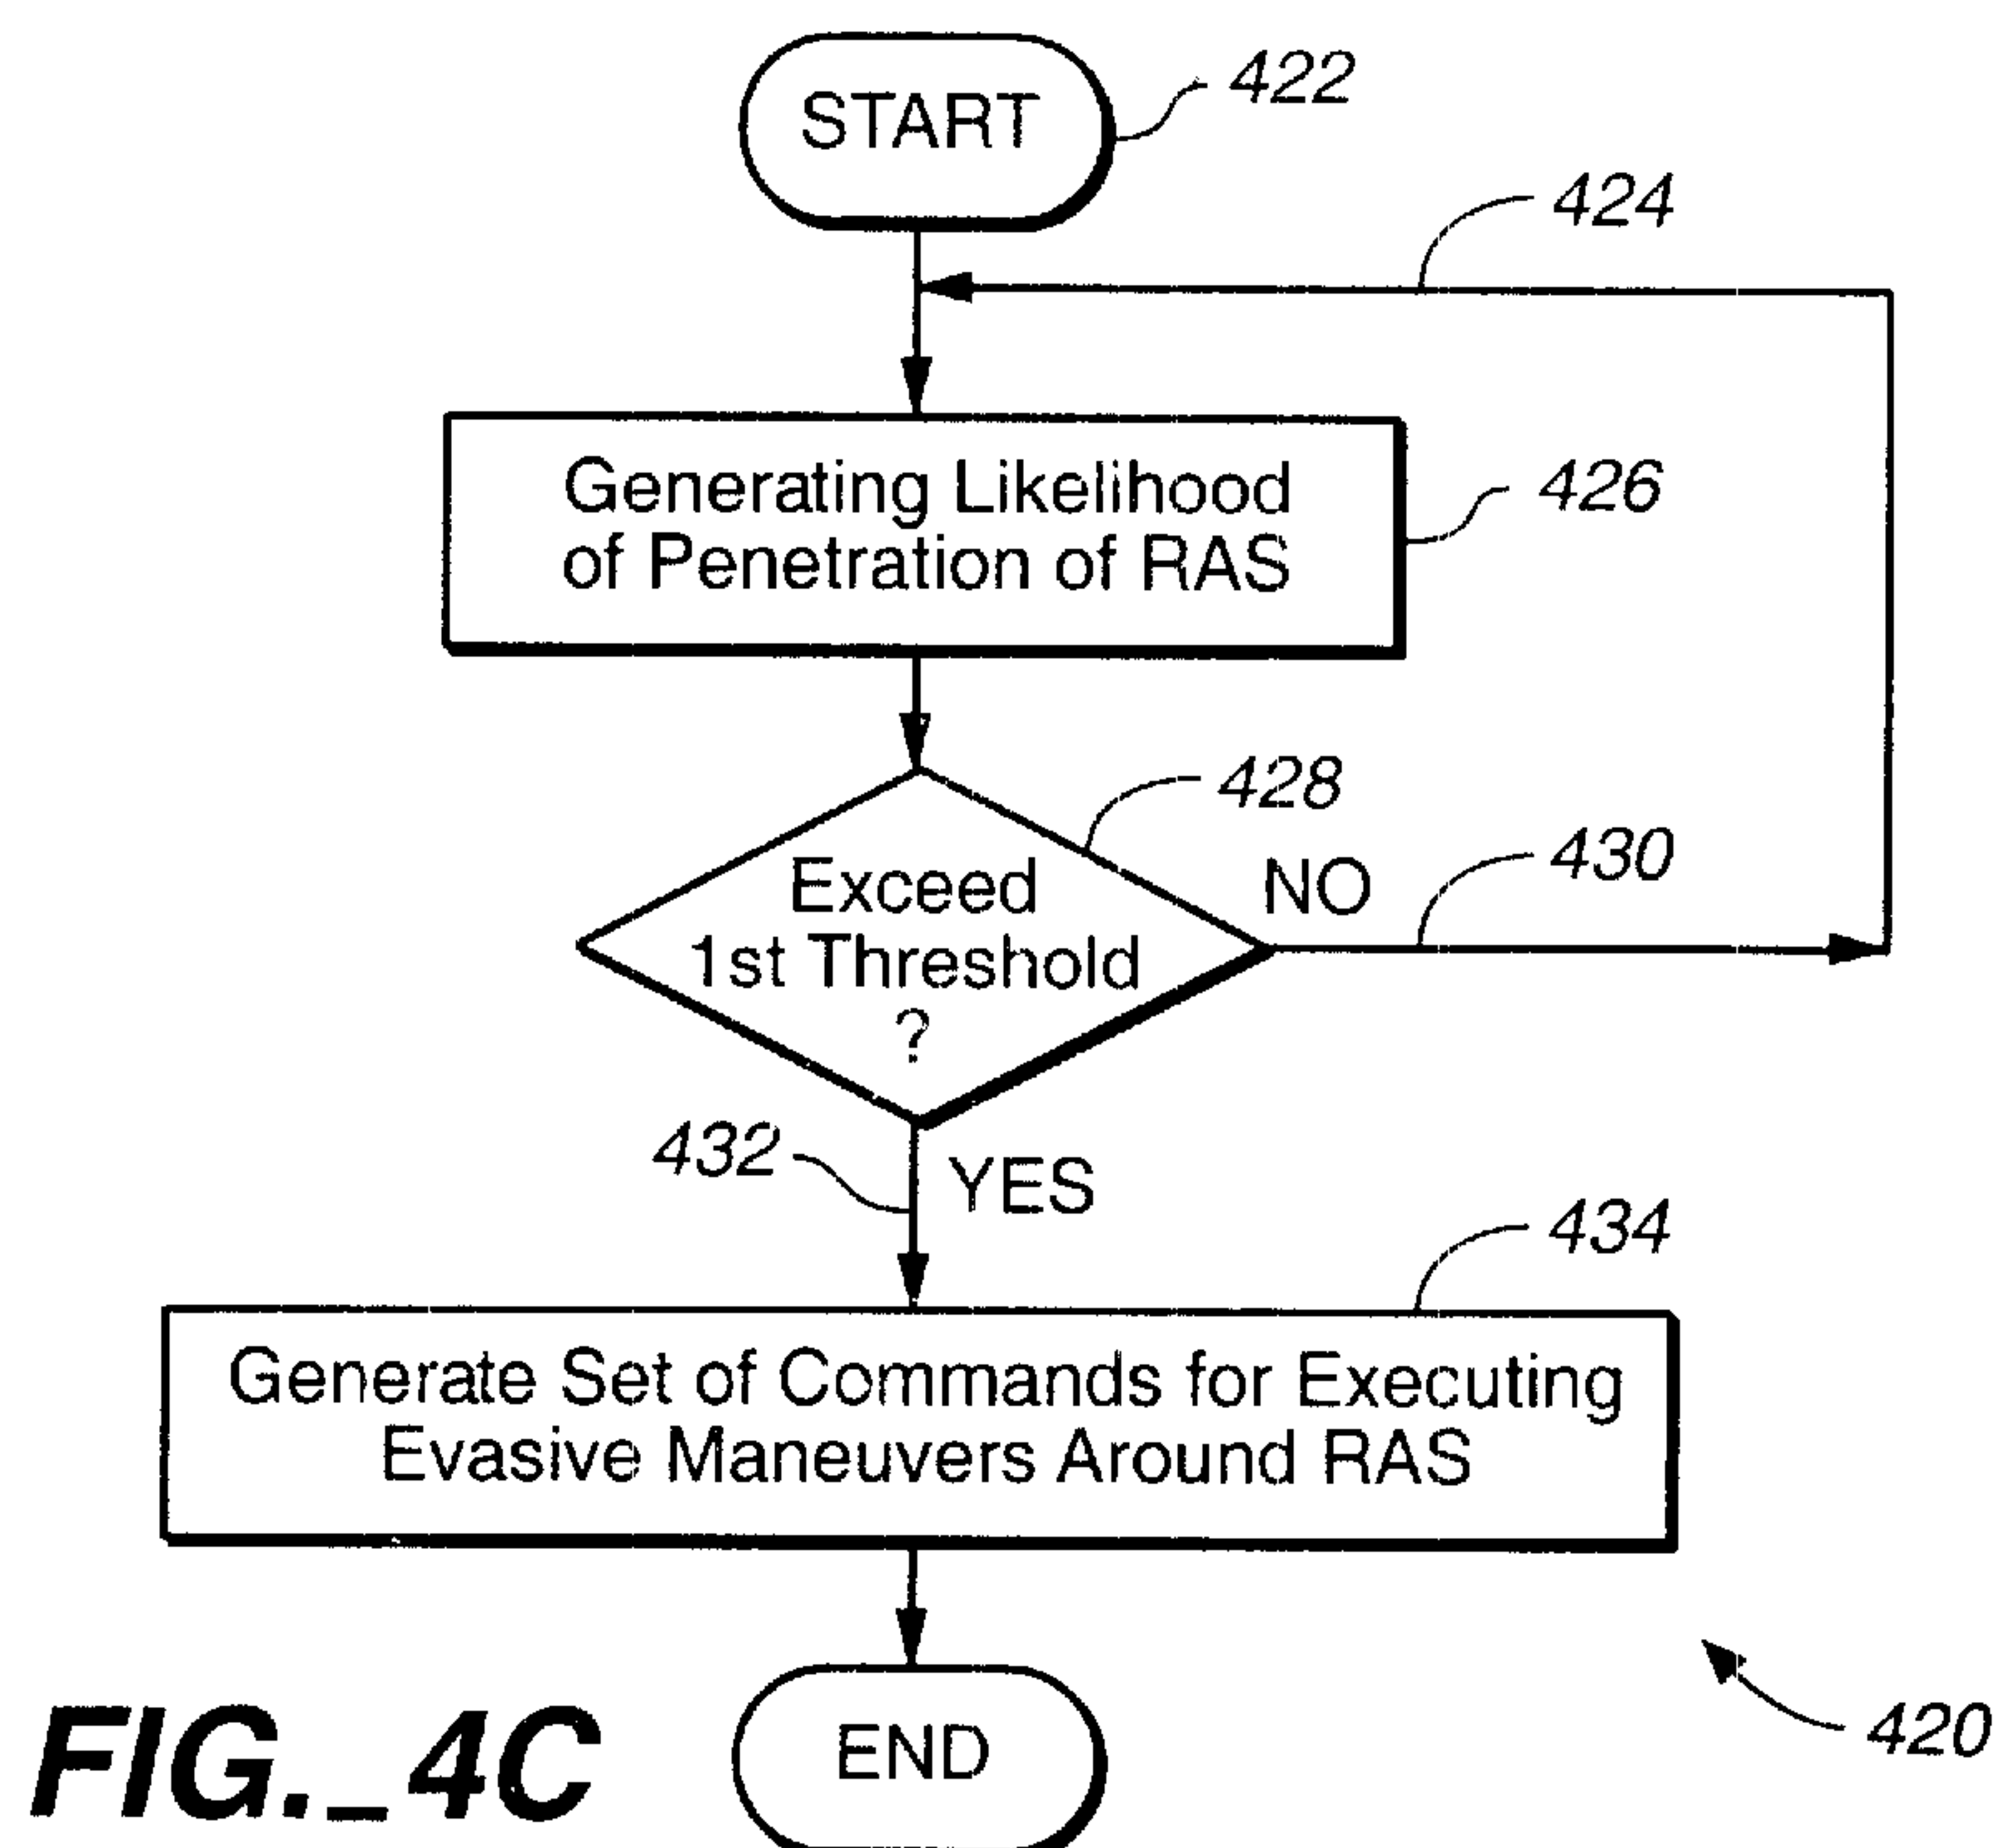 START
422
424
Generating Likelihood
of Penetration of RAS
426
428
Exceed
1st Threshold
?
NO
430
432
YES
434
Generate Set of Commands for Executing
Evasive Maneuvers Around RAS
END
420
FIG._4C